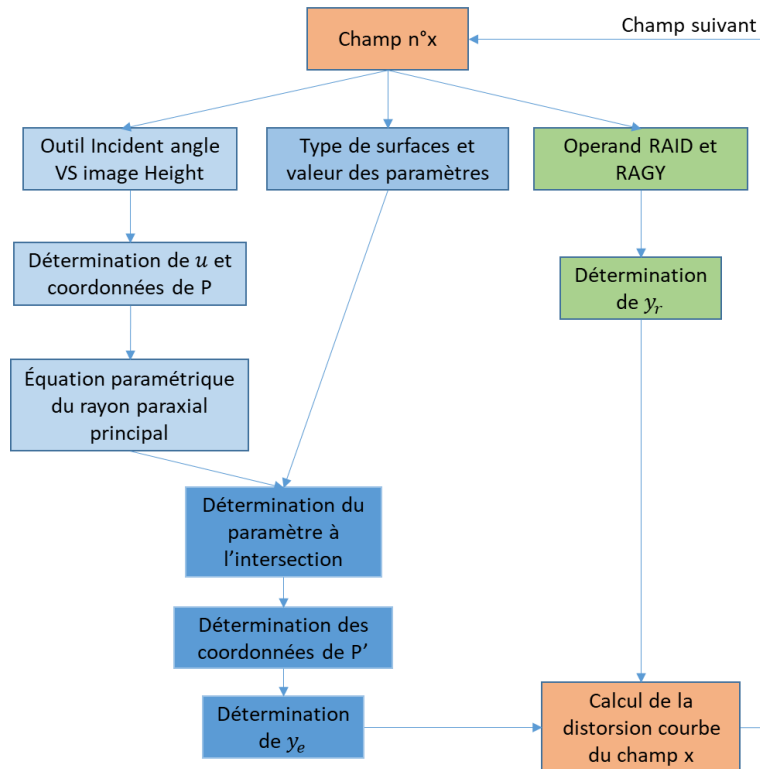 Champ n°x
Champ suivant
Outil Incident angle
VS image Height
Type de surfaces et
valeur des paramètres
Operand RAID et
RAGY
Détermination de u et
coordonnées de P
Détermination
de yᵣ
Équation paramétrique
du rayon paraxial
principal
Détermination du
paramètre à
l’intersection
Détermination des
coordonnées de P’
Détermination
de yₑ
Calcul de la
distorsion courbe
du champ x